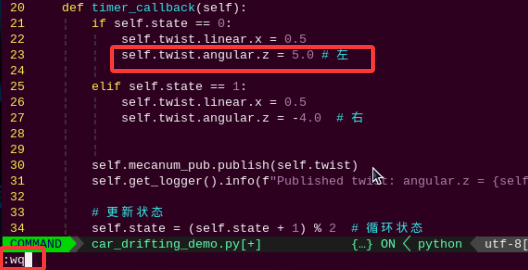 20 def timer_callback(self):
21 if self.state == 0:
22 self.twist.linear.x = 0.5
23 self.twist.angular.z = 5.0 # 左
24
25 elif self.state == 1:
26 self.twist.linear.x = 0.5
27 self.twist.angular.z = -4.0 # 右
28
29
30 self.mecanum_pub.publish(self.twist)
31 self.get_logger().info(f"Published twist: angular.z = {self
32
33 # 更新状态
34 self.state = (self.state + 1) % 2 # 循环状态
COMMAND car_drifting_demo.py[+] {…} ON python utf-8[
:wq